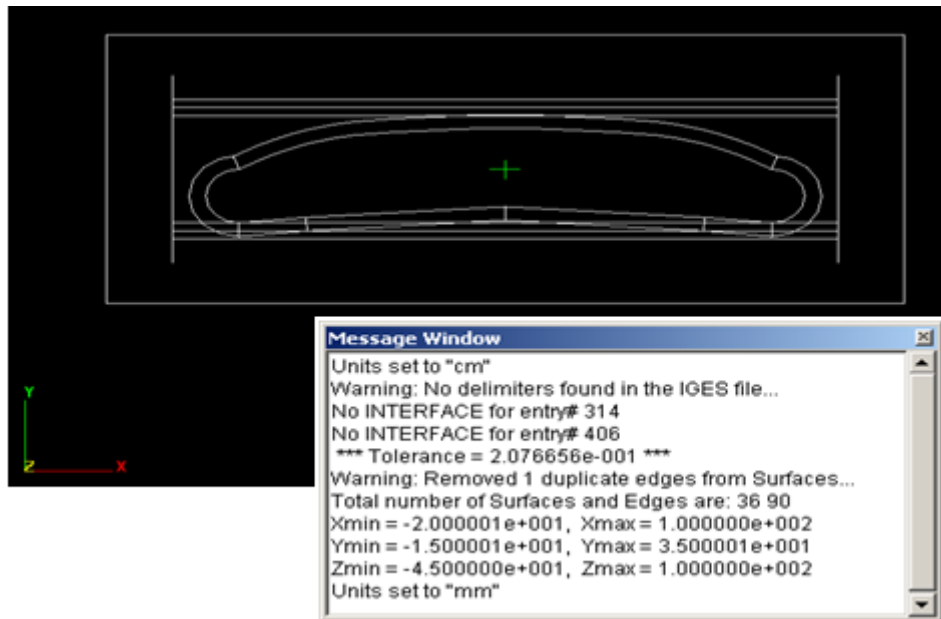 Message Window
Units set to "cm"
Warning: No delimiters found in the IGES file...
No INTERFACE for entry# 314
No INTERFACE for entry# 406
*** Tolerance = 2.076656e-001 ***
Warning: Removed 1 duplicate edges from Surfaces...
Total number of Surfaces and Edges are: 36 90
Xmin = -2.000001e+001, Xmax = 1.000000e+002
Ymin = -1.500001e+001, Ymax = 3.500001e+001
Zmin = -4.500000e+001, Zmax = 1.000000e+002
Units set to "mm"
Y
Z X